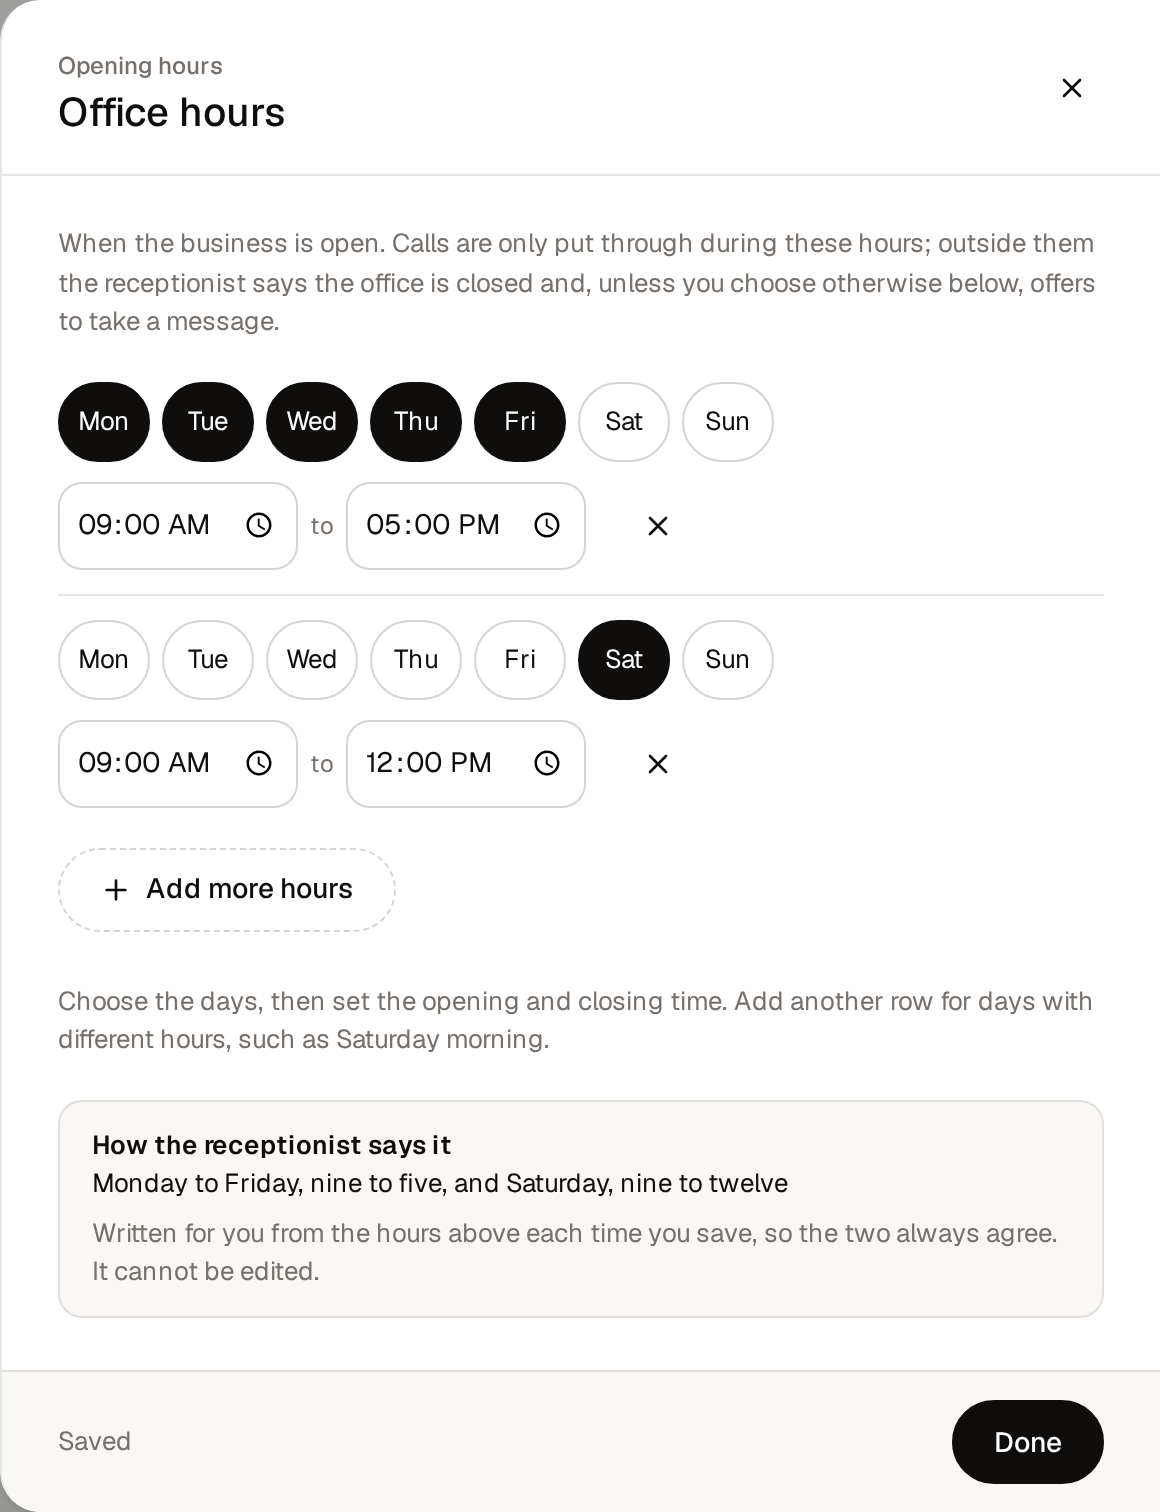 Opening hours
Office hours
When the business is open. Calls are only put through during these hours; outside them
the receptionist says the office is closed and, unless you choose otherwise below, offers
to take a message.
Mon Tue Wed Thu Fri Sat Sun
09:00 AM to 05:00 PM
Mon Tue Wed Thu Fri Sat Sun
09:00 AM to 12:00 PM
Add more hours
Choose the days, then set the opening and closing time. Add another row for days with
different hours, such as Saturday morning.
How the receptionist says it
Monday to Friday, nine to five, and Saturday, nine to twelve
Written for you from the hours above each time you save, so the two always agree.
It cannot be edited.
Saved
Done